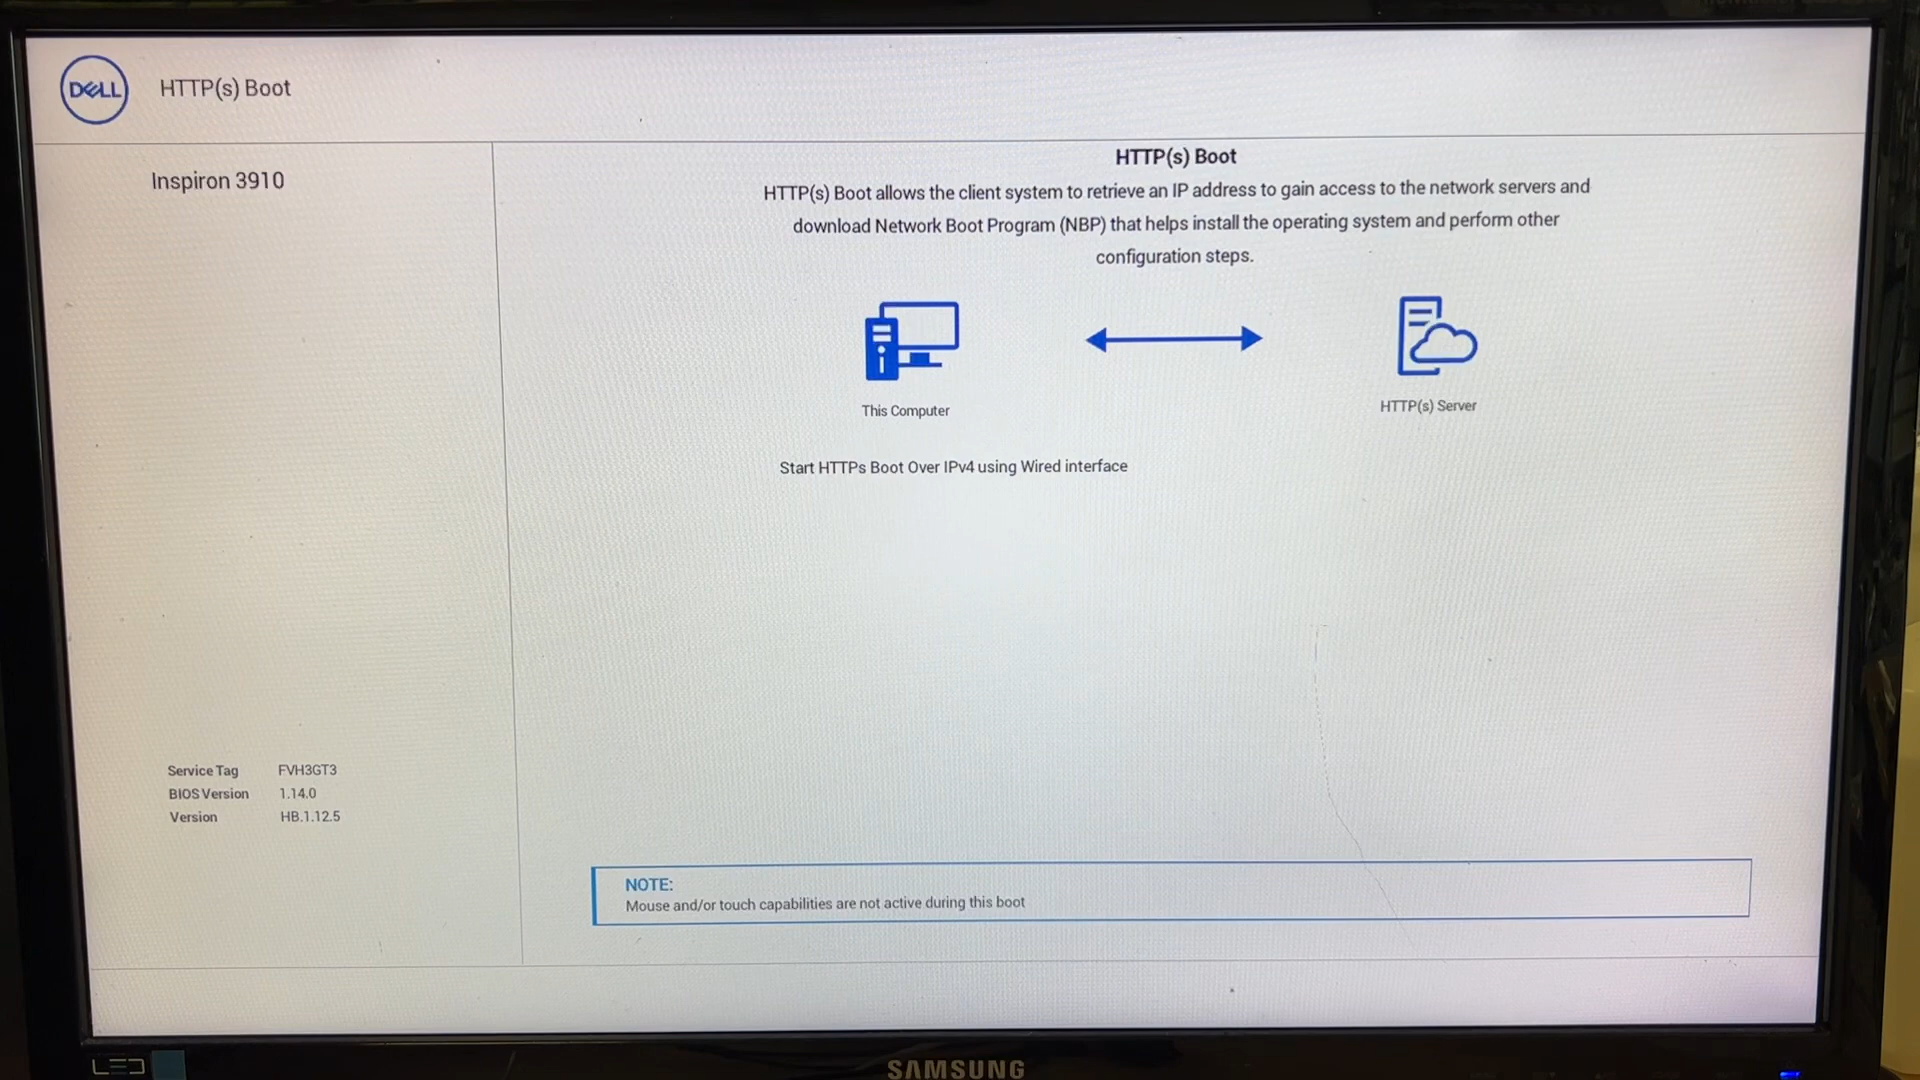 DELL
HTTP(s) Boot
Inspiron 3910
HTTP(s) Boot
HTTP(s) Boot allows the client system to retrieve an IP address to gain access to the network servers and
download Network Boot Program (NBP) that helps install the operating system and perform other
configuration steps.
This Computer
HTTP(s) Server
Start HTTPs Boot Over IPv4 using Wired interface
Service Tag FVH3GT3
BIOS Version 1.14.0
Version HB.1.12.5
NOTE:
Mouse and/or touch capabilities are not active during this boot
LED
SAMSUNG